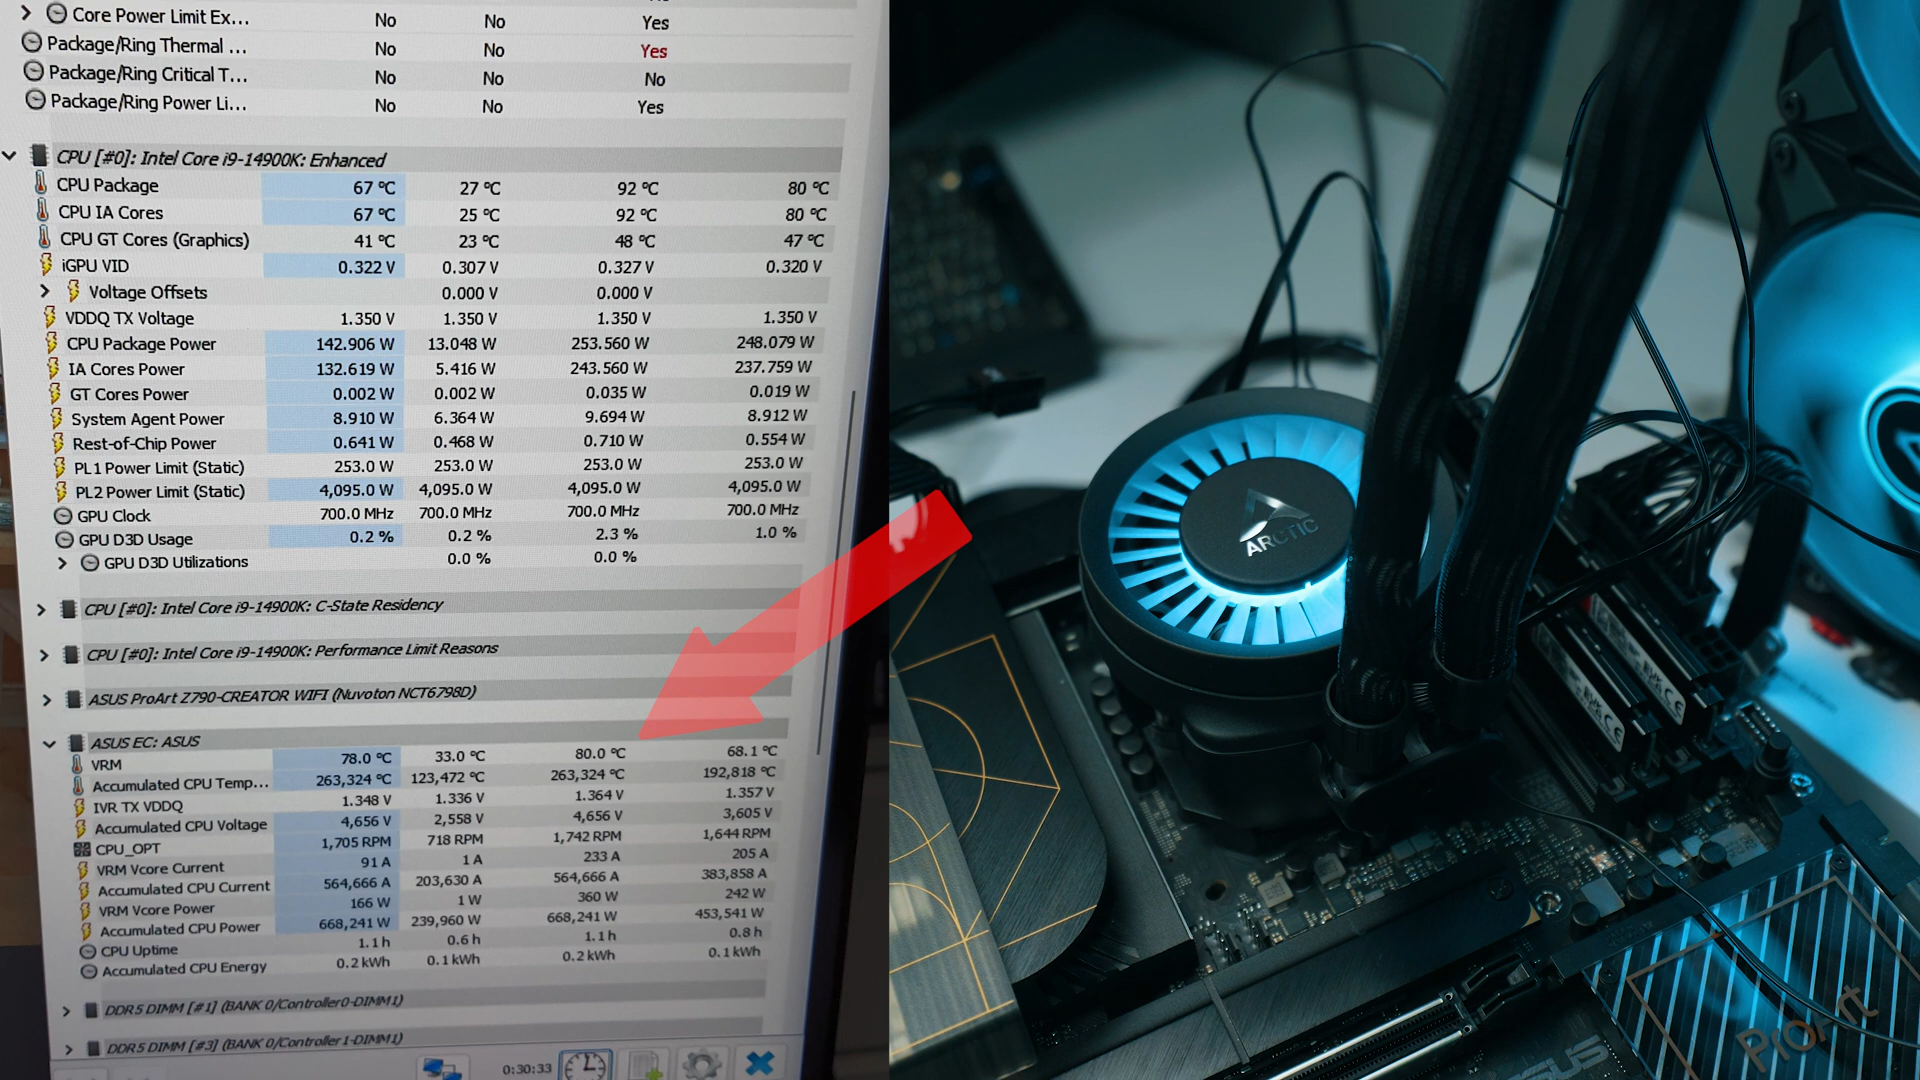 Core Power Limit Ex... No No Yes
Package/Ring Thermal ... No No Yes
Package/Ring Critical T... No No No
Package/Ring Power Li... No No Yes
CPU [#0]: Intel Core i9-14900K: Enhanced
CPU Package 67 °C 27 °C 92 °C 80 °C
CPU IA Cores 67 °C 25 °C 92 °C 80 °C
CPU GT Cores (Graphics) 41 °C 23 °C 48 °C 47 °C
iGPU VID 0.322 V 0.307 V 0.327 V 0.320 V
Voltage Offsets 0.000 V 0.000 V
VDDQ TX Voltage 1.350 V 1.350 V 1.350 V 1.350 V
CPU Package Power 142.906 W 13.048 W 253.560 W 248.079 W
IA Cores Power 132.619 W 5.416 W 243.560 W 237.759 W
GT Cores Power 0.002 W 0.002 W 0.035 W 0.019 W
System Agent Power 8.910 W 6.364 W 9.694 W 8.912 W
Rest-of-Chip Power 0.641 W 0.468 W 0.710 W 0.554 W
PL1 Power Limit (Static) 253.0 W 253.0 W 253.0 W 253.0 W
PL2 Power Limit (Static) 4,095.0 W 4,095.0 W 4,095.0 W 4,095.0 W
GPU Clock 700.0 MHz 700.0 MHz 700.0 MHz 700.0 MHz
GPU D3D Usage 0.2 % 0.2 % 2.3 % 1.0 %
GPU D3D Utilizations 0.0 % 0.0 %
CPU [#0]: Intel Core i9-14900K: C-State Residency
CPU [#0]: Intel Core i9-14900K: Performance Limit Reasons
ASUS ProArt Z790-CREATOR WIFI (Nuvoton NCT6798D)
ASUS EC: ASUS
VRM 78.0 °C 33.0 °C 80.0 °C 68.1 °C
Accumulated CPU Temp... 263,324 °C 123,472 °C 263,324 °C 192,818 °C
IVR TX VDDQ 1.348 V 1.336 V 1.364 V 1.357 V
Accumulated CPU Voltage 4,656 V 2,558 V 4,656 V 3,605 V
CPU_OPT 1,705 RPM 718 RPM 1,742 RPM 1,644 RPM
VRM Vcore Current 91 A 1 A 233 A 205 A
Accumulated CPU Current 564,666 A 203,630 A 564,666 A 383,858 A
VRM Vcore Power 166 W 1 W 360 W 242 W
Accumulated CPU Power 668,241 W 239,960 W 668,241 W 453,541 W
CPU Uptime 1.1 h 0.6 h 1.1 h 0.8 h
Accumulated CPU Energy 0.2 kWh 0.1 kWh 0.2 kWh 0.1 kWh
DDR5 DIMM [#1] (BANK 0/Controller0-DIMM1)
DDR5 DIMM [#3] (BANK 0/Controller1-DIMM1)
0:30:33
ARCTIC
ProArt
ASUS